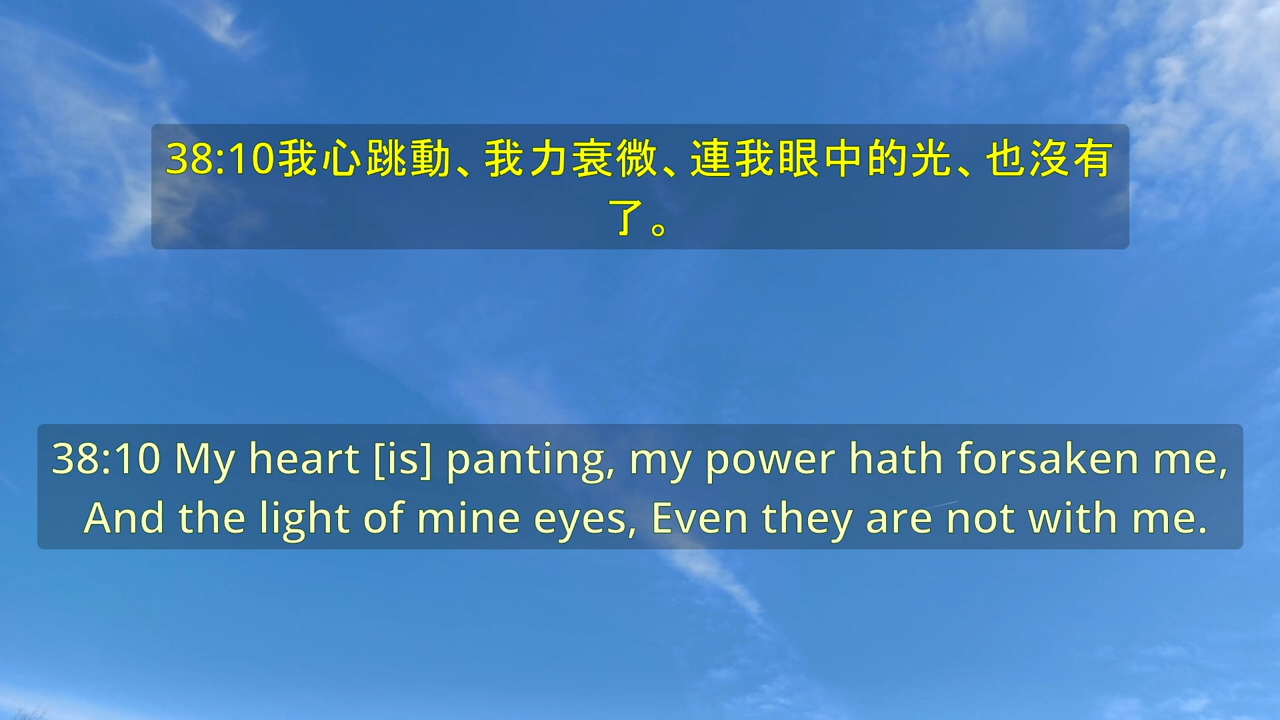 38:10我心跳動、我力衰微、連我眼中的光、也沒有
了。
38:10 My heart [is] panting, my power hath forsaken me,
And the light of mine eyes, Even they are not with me.